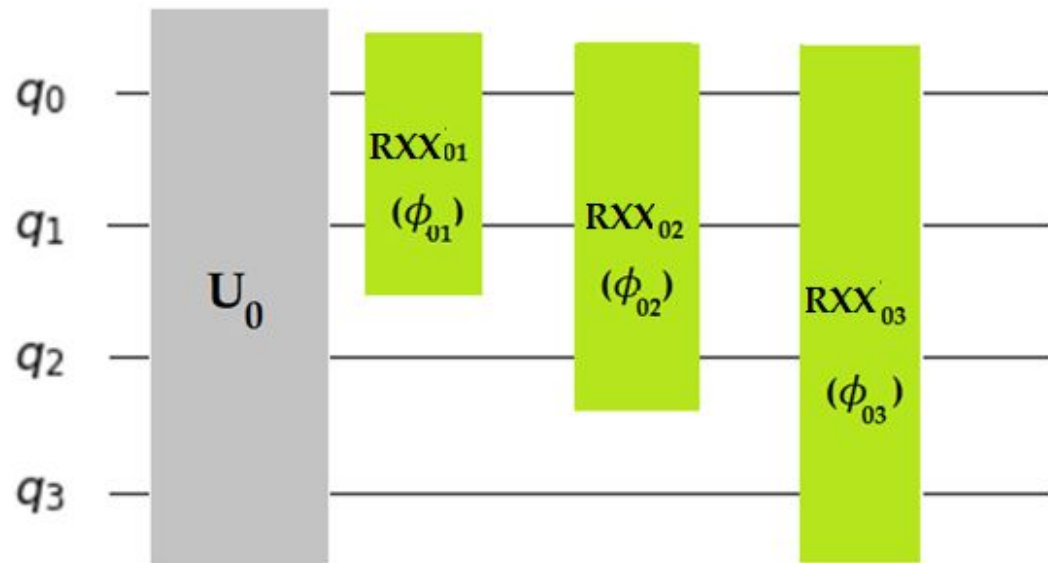 q0
q1
q2
q3
U0
RXX01
(ϕ01)
RXX02
(ϕ02)
RXX03
(ϕ03)